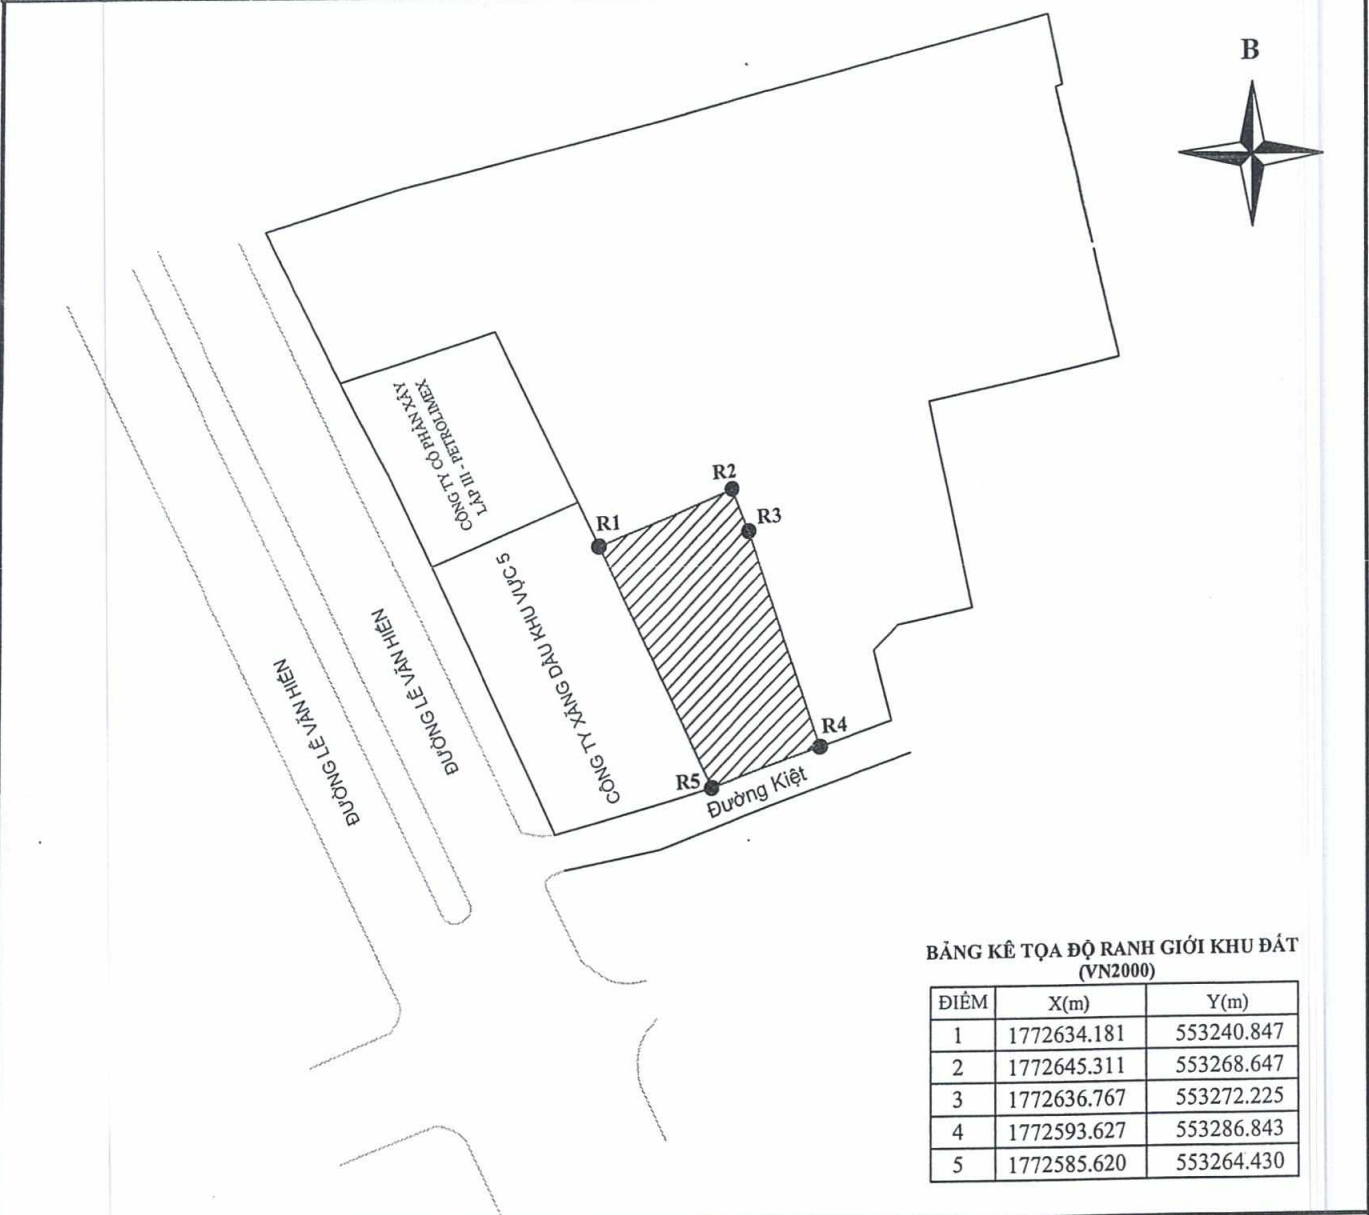 B
CÔNG TY CỔ PHẦN XÂY
LẮP III - PETROLIMEX
R2
R3
R1
CÔNG TY XĂNG DẦU KHU VỰC 5
ĐƯỜNG LÊ VĂN HIẾN
ĐƯỜNG LÊ VĂN HIẾN
R4
R5
Đường Kiệt
BẢNG KÊ TỌA ĐỘ RANH GIỚI KHU ĐẤT
(VN2000)
ĐIỂM X(m) Y(m)
1 1772634.181 553240.847
2 1772645.311 553268.647
3 1772636.767 553272.225
4 1772593.627 553286.843
5 1772585.620 553264.430